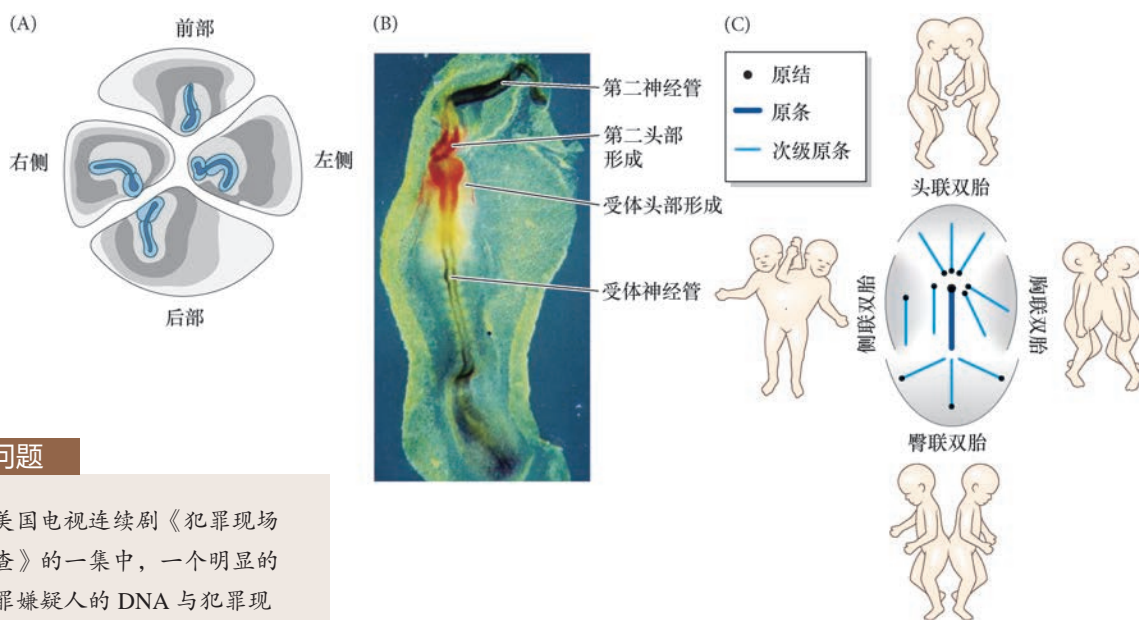 (A)
前部
右侧
左侧
后部
(B)
第二神经管
第二头部
形成
受体头部形成
受体神经管
(C)
原结
原条
次级原条
头联双胎
侧联双胎
胸联双胎
臀联双胎
问题
美国电视连续剧《犯罪现场
查》的一集中，一个明显的
罪嫌疑人的 DNA 与犯罪现